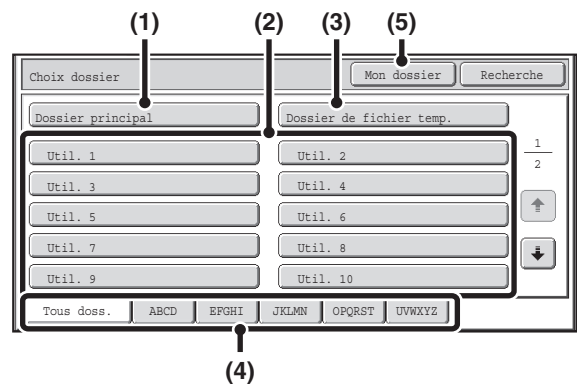 (1) (2) (3) (5)
Choix dossier Mon dossier Recherche
Dossier principal Dossier de fichier temp.
Util. 1 Util. 2
1
2
Util. 3 Util. 4
Util. 5 Util. 6
Util. 7 Util. 8
Util. 9 Util. 10
Tous doss. ABCD EFGHI JKLMN OPQRST UVWXYZ
(4)